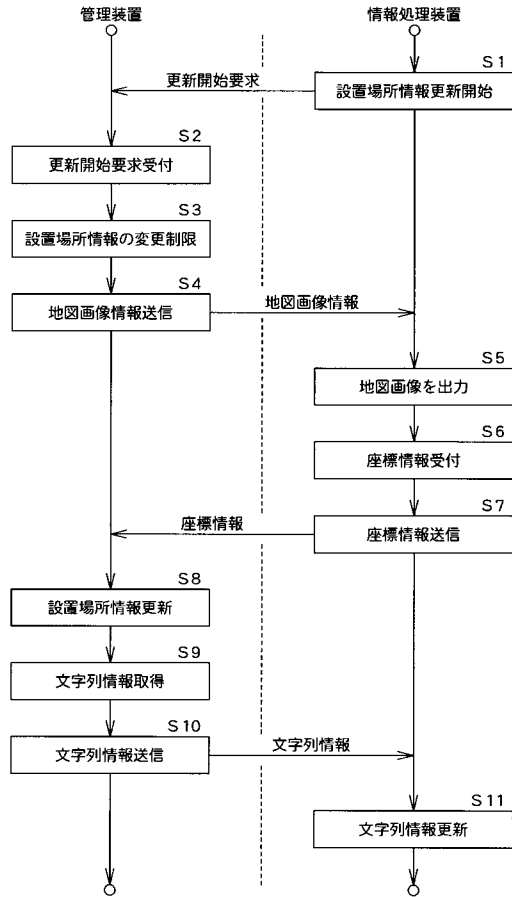 管理装置
情報処理装置
S1
更新開始要求
設置場所情報更新開始
S2
更新開始要求受付
S3
設置場所情報の変更制限
S4
地図画像情報送信
地図画像情報
S5
地図画像を出力
S6
座標情報受付
S7
座標情報
座標情報送信
S8
設置場所情報更新
S9
文字列情報取得
S10
文字列情報送信
文字列情報
S11
文字列情報更新